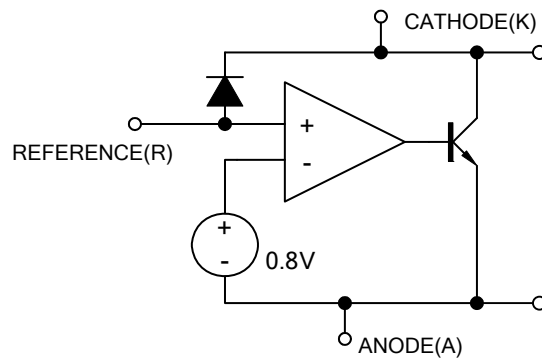 CATHODE(K)
+
REFERENCE(R)
-
+
-
0.8V
ANODE(A)